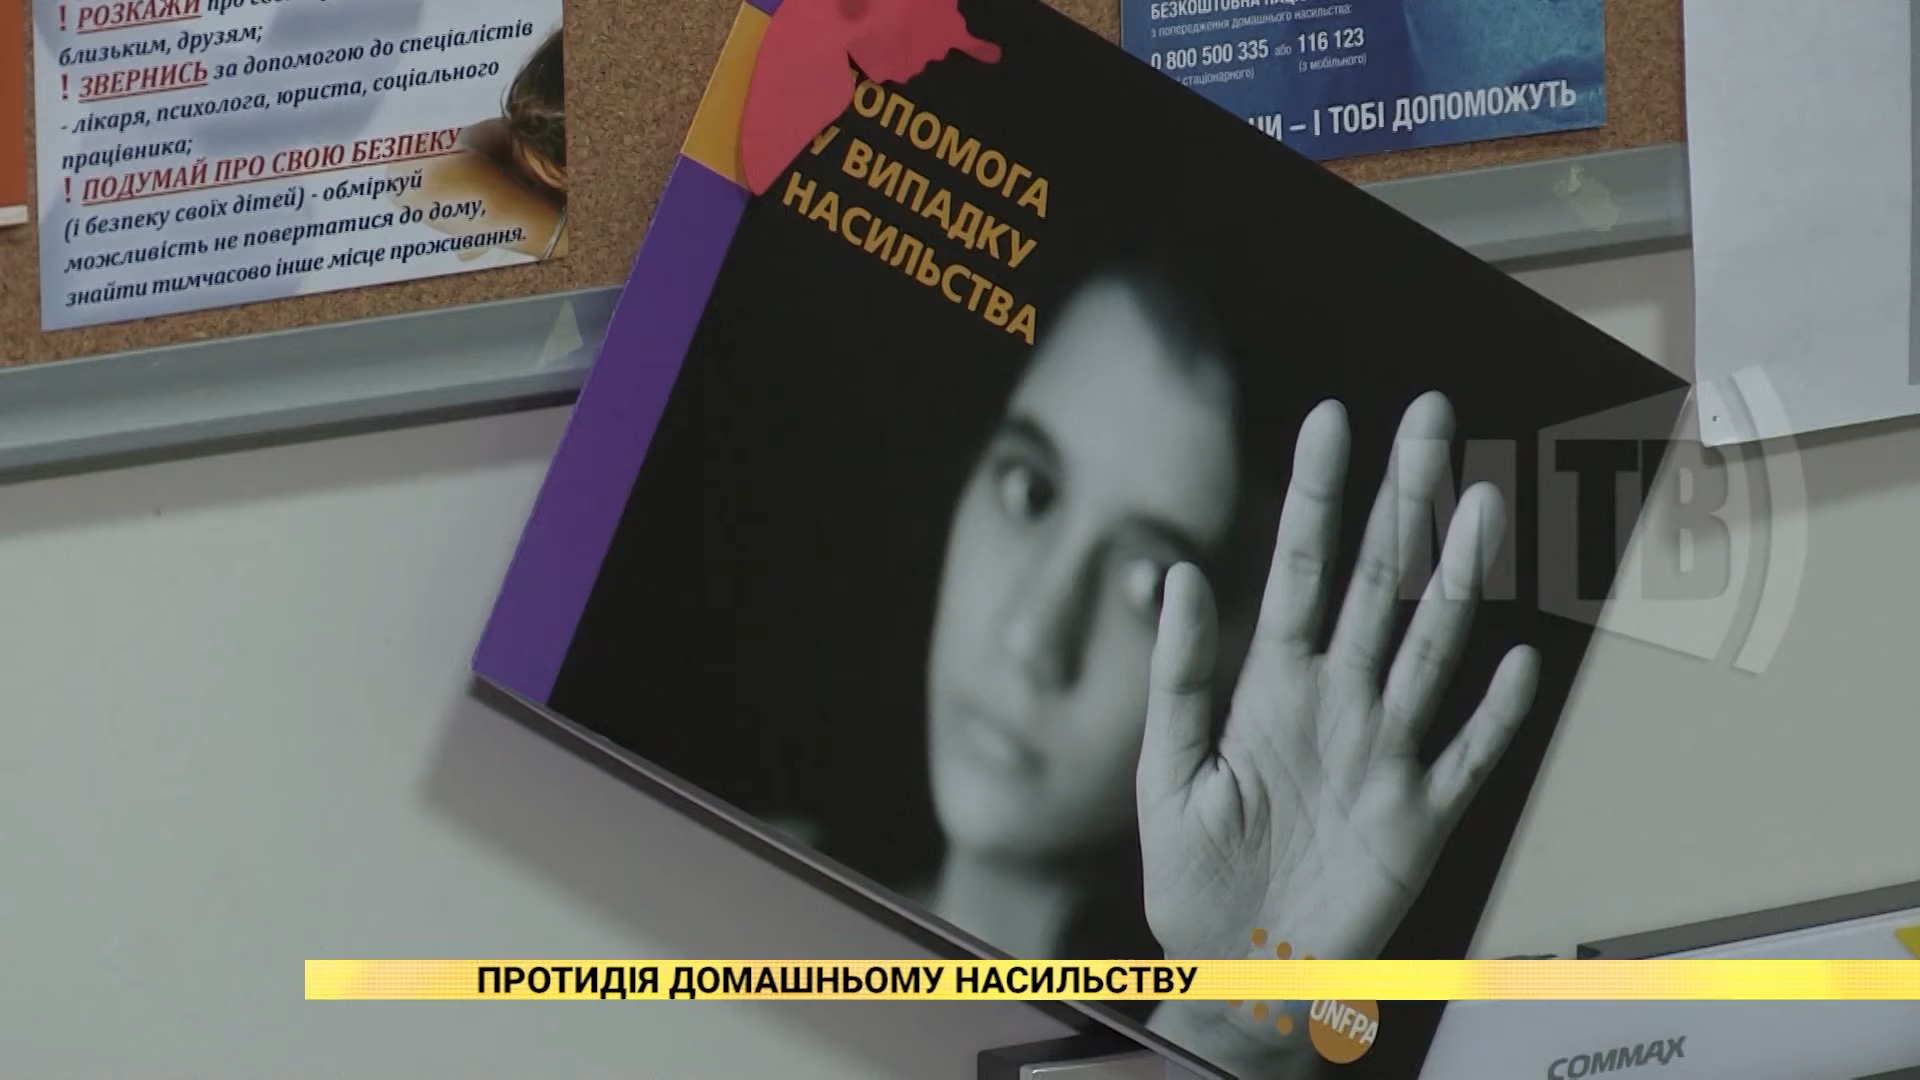 ! РОЗКАЖИ про
близьким, друзям;
! ЗВЕРНИСЬ за допомогою до спеціалістів
- лікаря, психолога, юриста, соціального
працівника;
! ПОДУМАЙ ПРО СВОЮ БЕЗПЕКУ
(і безпеку своїх дітей) - обміркуй
можливість не повертатися до дому,
знайти тимчасово інше місце проживання.
ОПОМОГА
У ВИПАДКУ
НАСИЛЬСТВА
БЕЗКОШТОВНА
з попередження домашнього насильства:
0 800 500 335 або 116 123
стаціонарного) (з мобільного)
И – І ТОБІ ДОПОМОЖУТЬ
МТВ
ПРОТИДІЯ ДОМАШНЬОМУ НАСИЛЬСТВУ
UNFPA
COMMAX